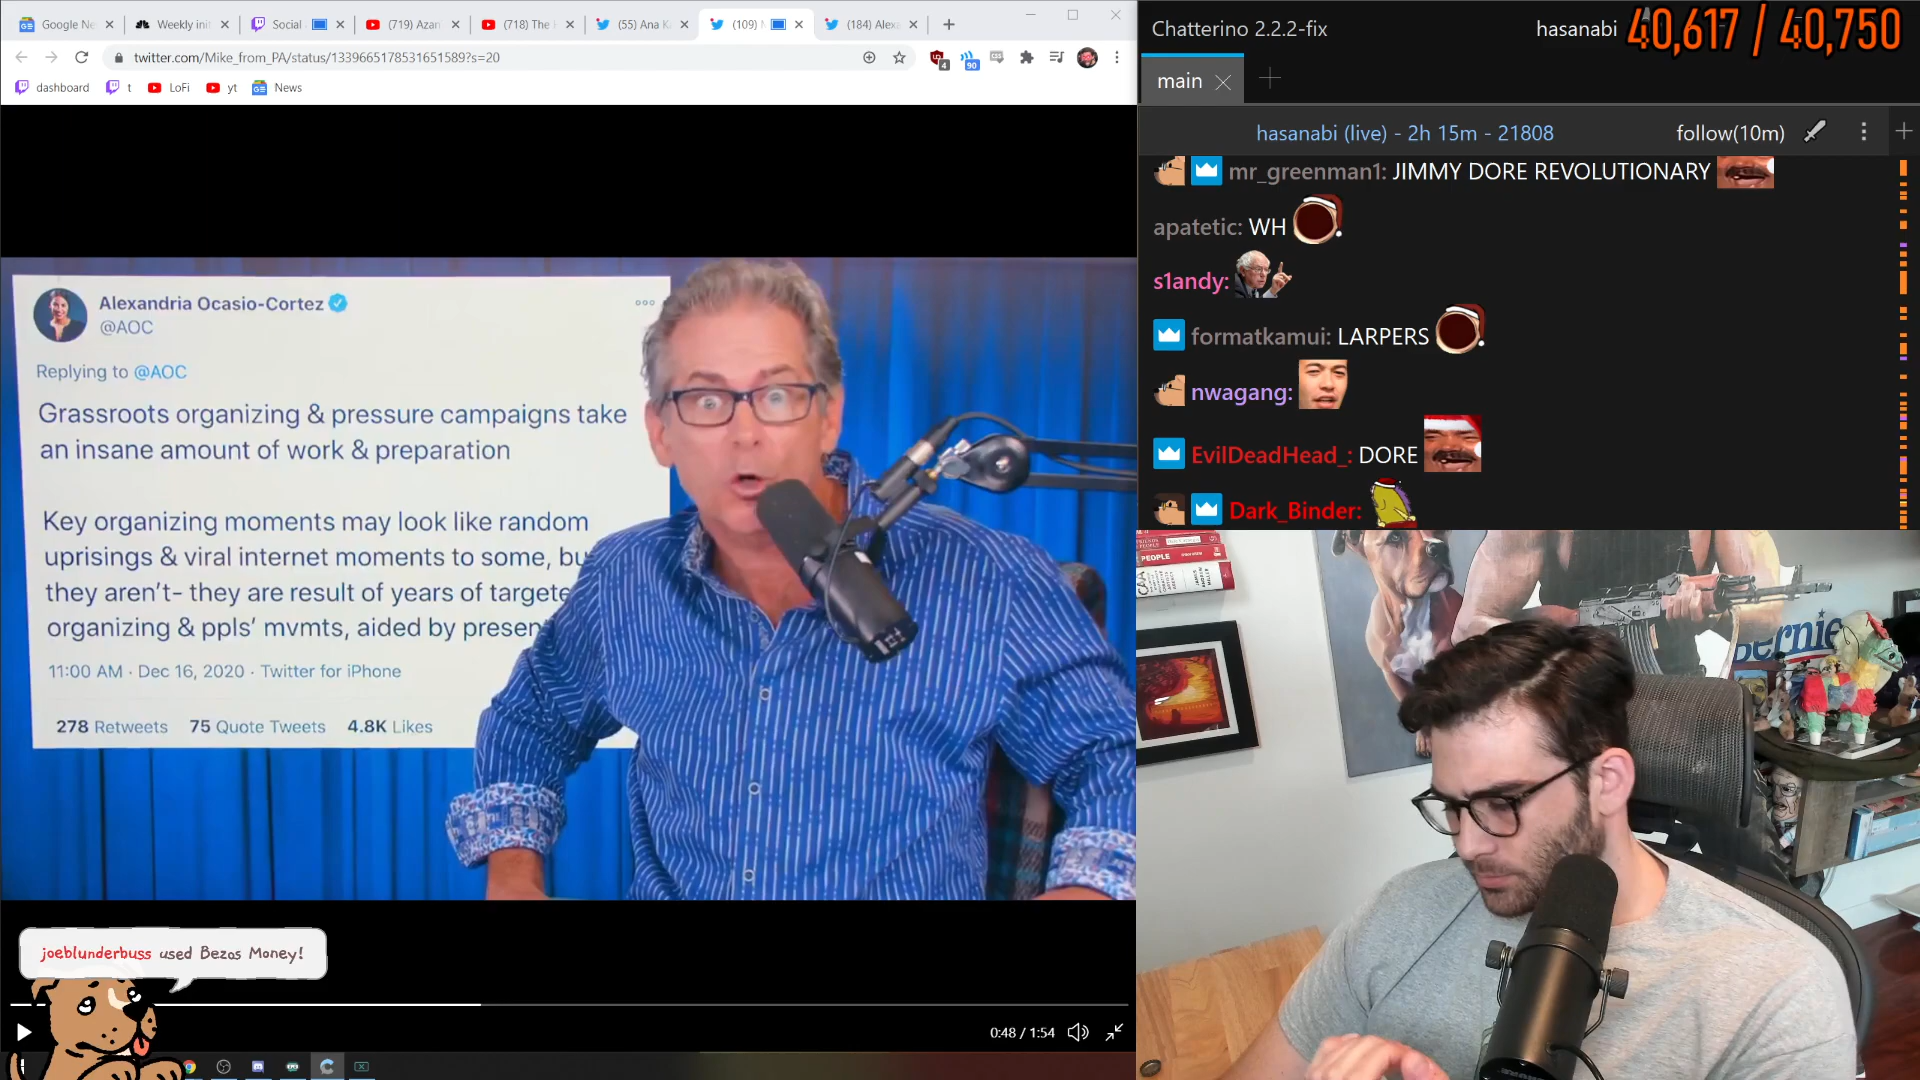 Google Ne
Weekly ini
Social
(719) Azar
(718) The
(55) Ana K
(109)
(184) Alexa
twitter.com/Mike_from_PA/status/1339665178531651589?s=20
4
90
dashboard
t
LoFi
yt
News
Alexandria Ocasio-Cortez
@AOC
Replying to @AOC
Grassroots organizing & pressure campaigns take
an insane amount of work & preparation
Key organizing moments may look like random
uprisings & viral internet moments to some, bu
they aren't- they are result of years of targete
organizing & ppls' mvmts, aided by presen
11:00 AM · Dec 16, 2020 · Twitter for iPhone
278 Retweets 75 Quote Tweets 4.8K Likes
joeblunderbuss used Bezos Money!
0:48 / 1:54
Chatterino 2.2.2-fix
hasanabi
40,617 / 40,750
main
hasanabi (live) - 2h 15m - 21808
follow(10m)
mr_greenman1: JIMMY DORE REVOLUTIONARY
apatetic: WH
s1andy:
formatkamui: LARPERS
nwagang:
EvilDeadHead_: DORE
Dark_Binder:
PEOPLE
Bernie